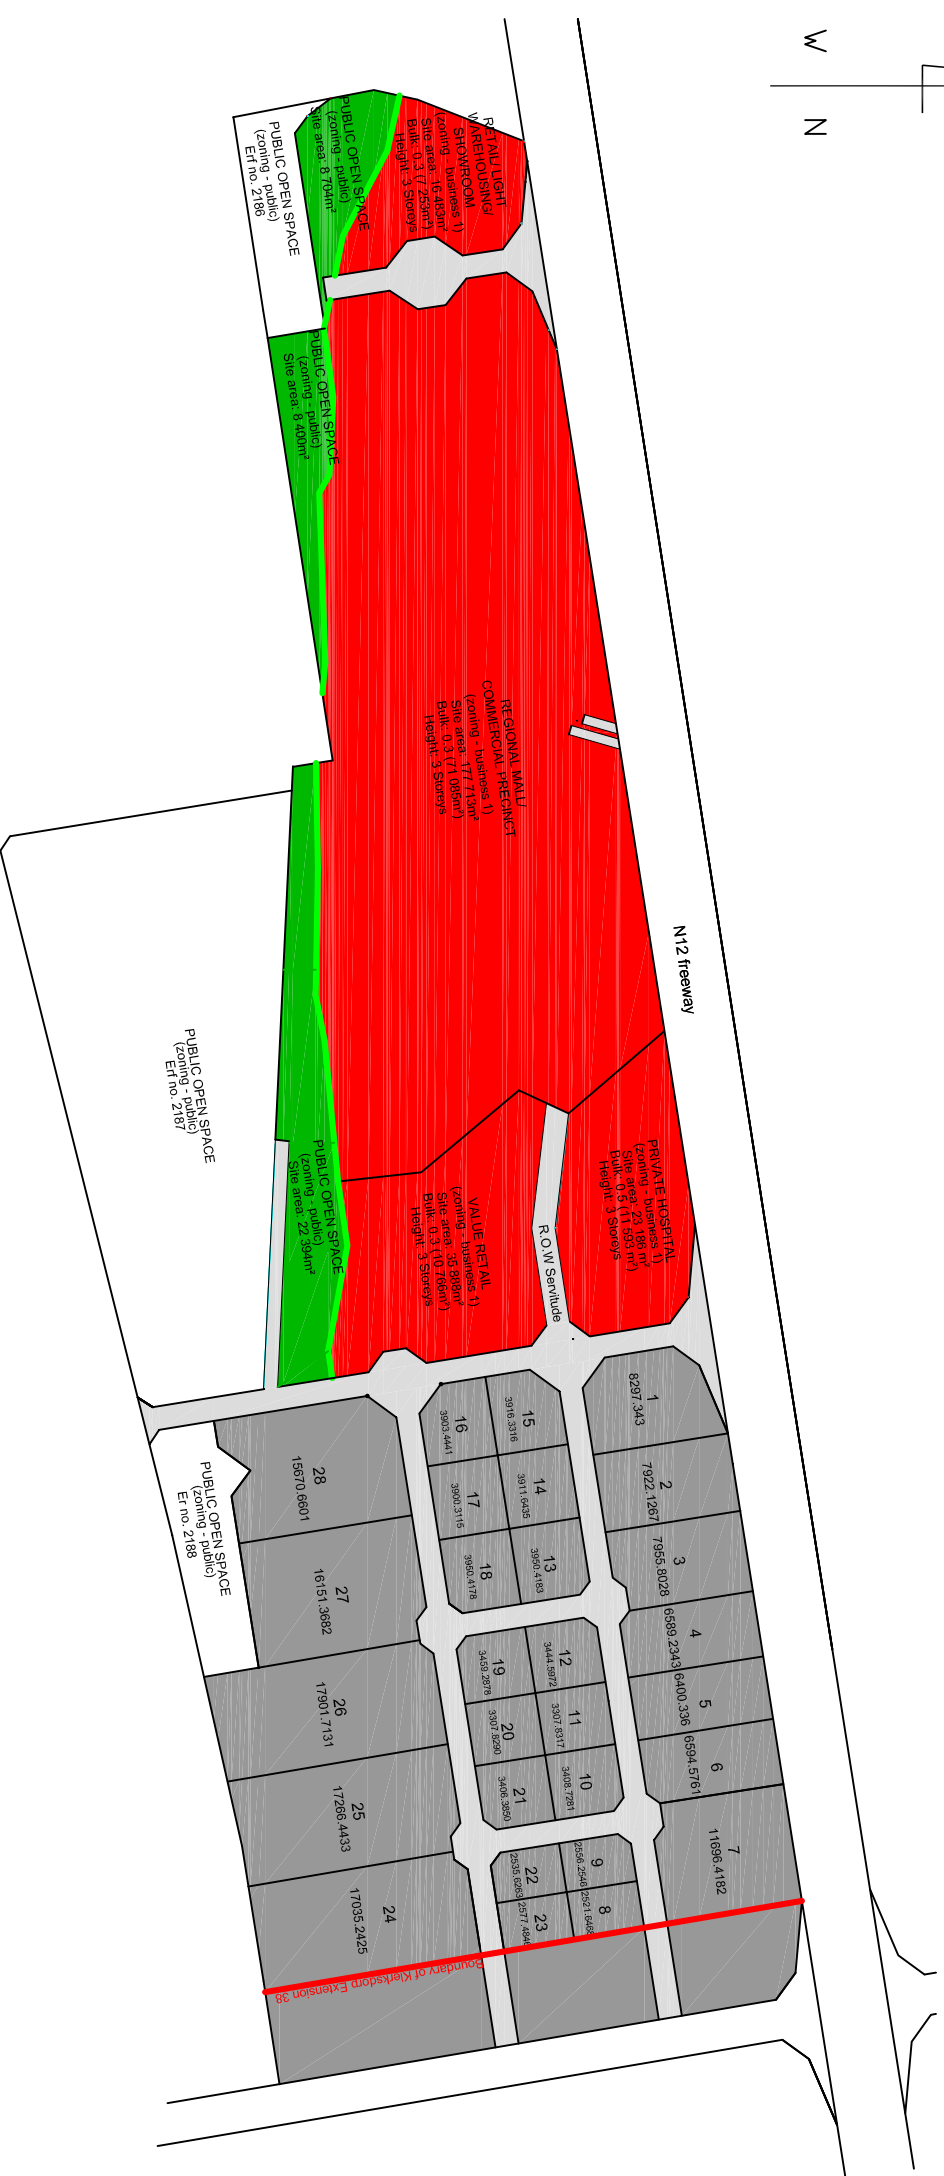 W
N
RETAIL/ LIGHT
WAREHOUSING/
SHOWROOM
(zoning - business 1)
Site area: 16 483m²
Bulk: 0.3 (7 253m²)
Height: 3 Storeys
PUBLIC OPEN SPACE
(zoning - public)
Site area: 8 704m²
PUBLIC OPEN SPACE
(zoning - public)
Erf no. 2186
PUBLIC OPEN SPACE
(zoning - public)
Site area: 8 400m²
REGIONAL MALL/
COMMERCIAL PRECINCT
(zoning - business 1)
Site area: 177 713m²
Bulk: 0.3 (71 085m²)
Height: 3 Storeys
N12 freeway
PUBLIC OPEN SPACE
(zoning - public)
Erf no. 2187
PUBLIC OPEN SPACE
(zoning - public)
Site area: 22 394m²
VALUE RETAIL
(zoning - business 1)
Site area: 35 889m²
Bulk: 0.3 (10 766m²)
Height: 3 Storeys
R.O.W Servitude
PRIVATE HOSPITAL
(zoning - business 1)
Site area: 23 186 m²
Bulk: 0.5 (11 593 m²)
Height: 3 Storeys
1
8297.343
2
7922.1267
3
7955.8028
4
6589.2343
5
6400.336
6
6594.5761
7
11696.4182
15
3916.3316
14
3911.6435
13
3950.4183
12
3444.5972
11
3307.8317
10
3408.7281
9
2556.2546
8
2521.6468
16
3903.4441
17
3900.3115
18
3950.4178
19
3459.2878
20
3307.8290
21
3406.3850
22
2535.6263
23
2577.4846
28
15670.6601
27
16151.3682
26
17901.7131
25
17266.4433
24
17035.2425
PUBLIC OPEN SPACE
(zoning - public)
Er no. 2188
Boundary of Klerksdorp Extension 38